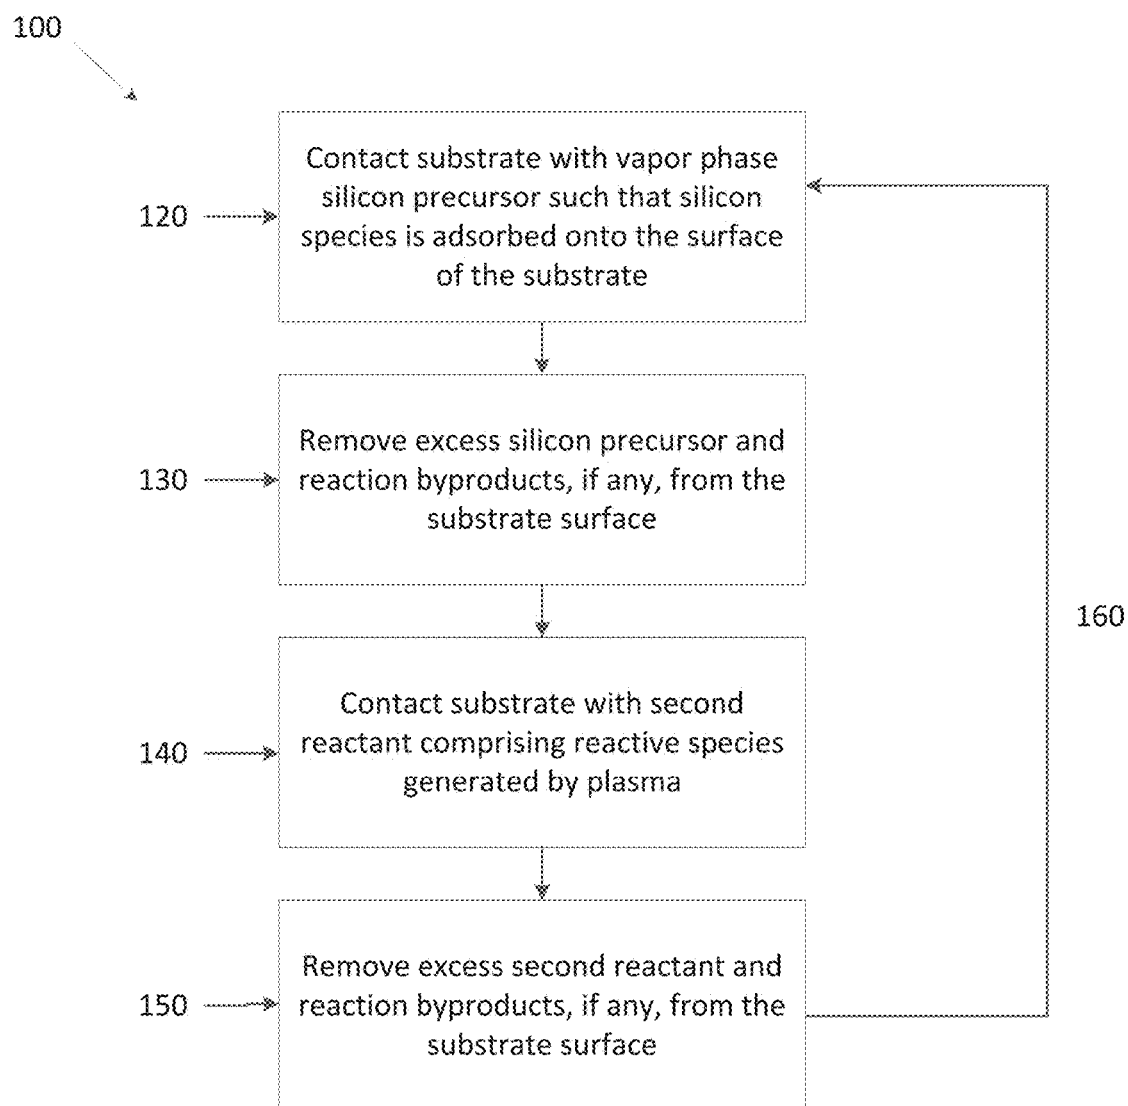 100
120
Contact substrate with vapor phase
silicon precursor such that silicon
species is adsorbed onto the surface
of the substrate
130
Remove excess silicon precursor and
reaction byproducts, if any, from the
substrate surface
160
140
Contact substrate with second
reactant comprising reactive species
generated by plasma
150
Remove excess second reactant and
reaction byproducts, if any, from the
substrate surface